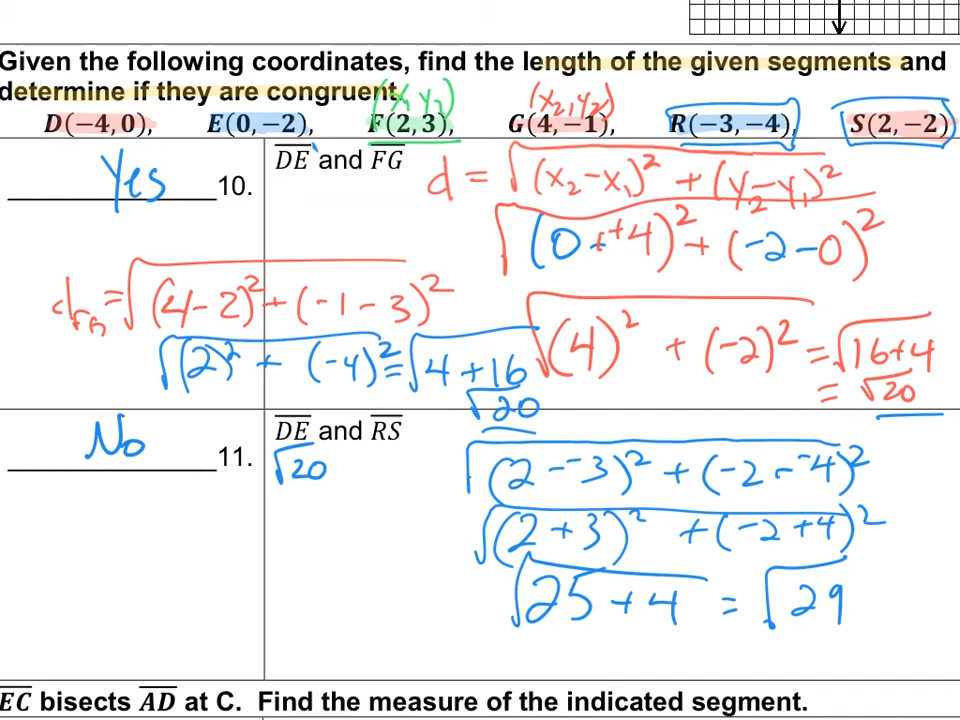 Given the following coordinates, find the length of the given segments and
determine if they are congruent.
(x, y₂) (x₂, y₂)
D(−4, 0), E(0, −2), F(2, 3), G(4, −1), R(−3, −4), S(2, −2)
Yes 10. DE and FG d = √(x₂ − x₁)² + (y₂ − y₁)²
√(0 + +4)² + (−2 − 0)²
d_FG = √(4 − 2)² + (−1 − 3)²
√(4)² + (−2)² = √16 + 4
√(2)² + (−4)² = √4 + 16
= √20
√20
No 11. DE and RS
√20
√(2 − −3)² + (−2 − −4)²
√(2 + 3)² + (−2 + 4)²
√25 + 4 = √29
EC bisects AD at C. Find the measure of the indicated segment.